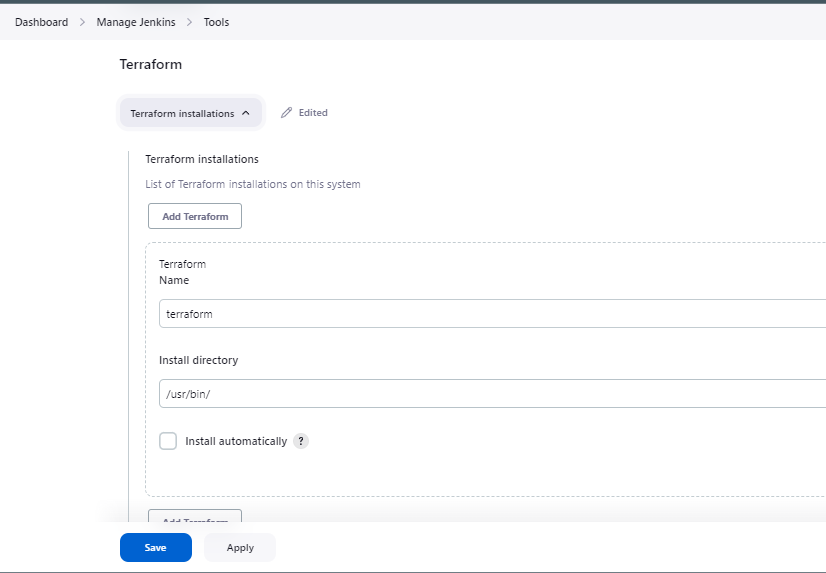 Dashboard > Manage Jenkins > Tools
Terraform
Terraform installations
Edited
Terraform installations
List of Terraform installations on this system
Add Terraform
Terraform
Name
terraform
Install directory
/usr/bin/
Install automatically ?
Add Terraform
Save Apply